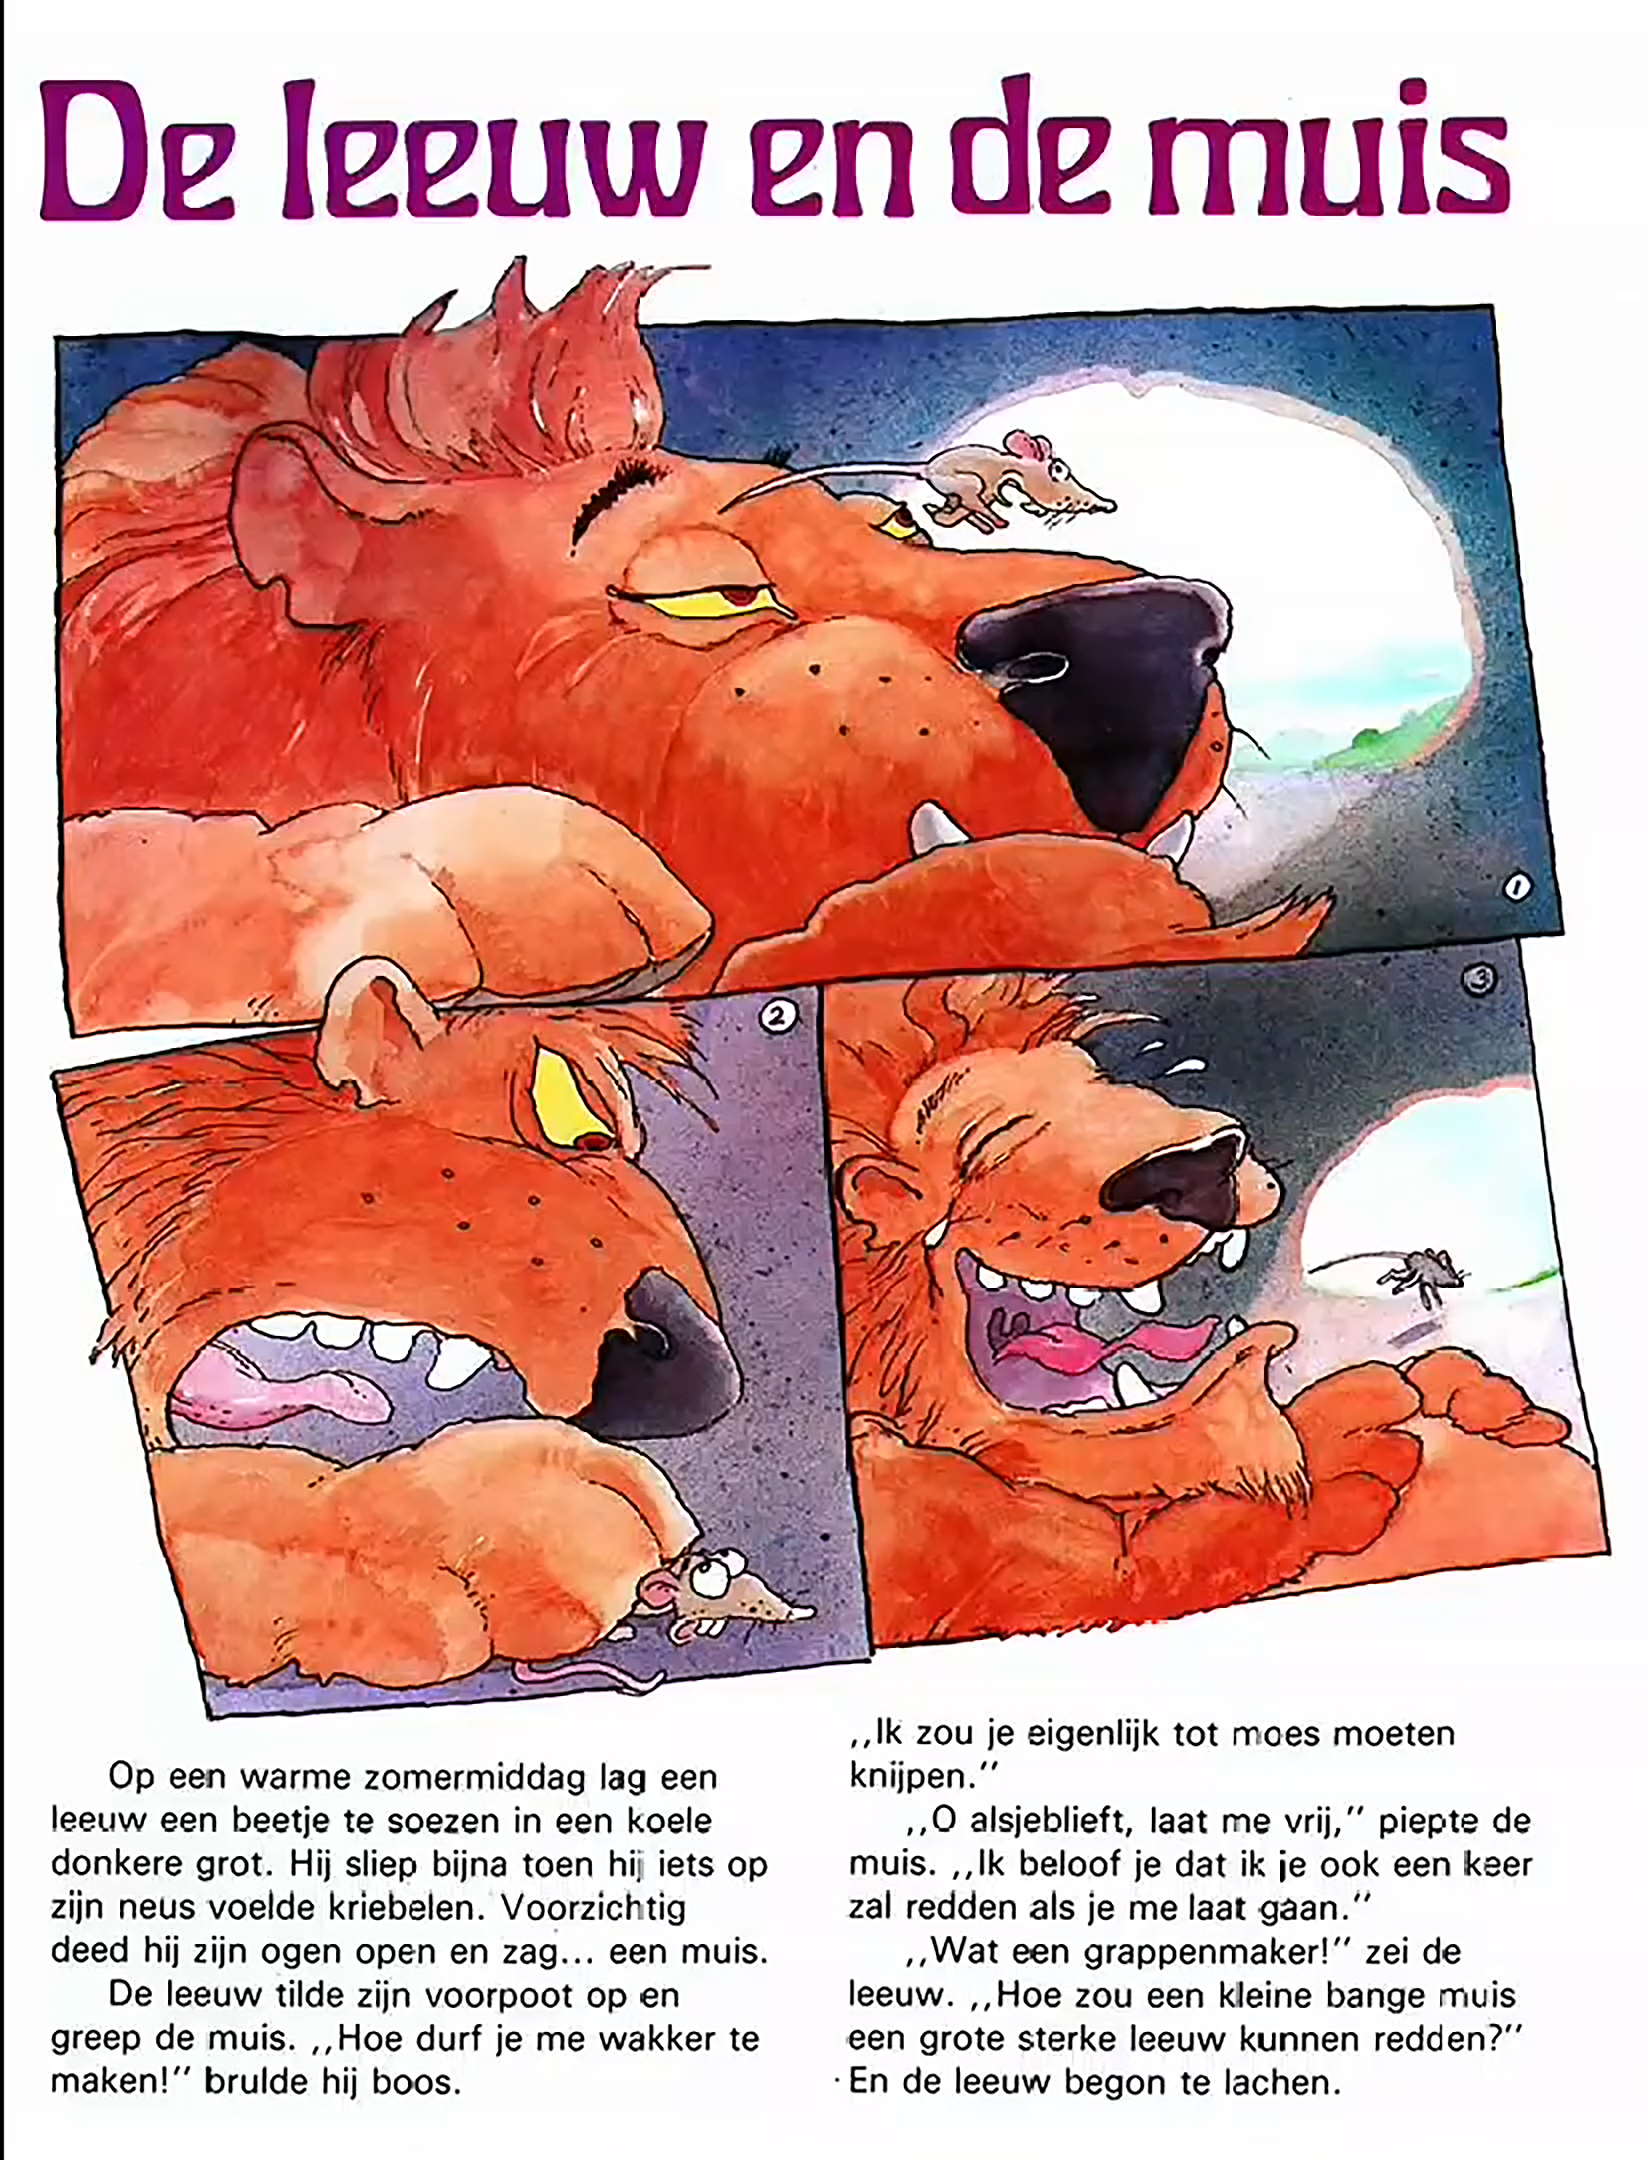 De leeuw en de muis
1
2
3
Op een warme zomermiddag lag een
leeuw een beetje te soezen in een koele
donkere grot. Hij sliep bijna toen hij iets op
zijn neus voelde kriebelen. Voorzichtig
deed hij zijn ogen open en zag... een muis.
De leeuw tilde zijn voorpoot op en
greep de muis. ,,Hoe durf je me wakker te
maken!’’ brulde hij boos.
,,Ik zou je eigenlijk tot moes moeten
knijpen.’’
,,O alsjeblieft, laat me vrij,’’ piepte de
muis. ,,Ik beloof je dat ik je ook een keer
zal redden als je me laat gaan.’’
,,Wat een grappenmaker!’’ zei de
leeuw. ,,Hoe zou een kleine bange muis
een grote sterke leeuw kunnen redden?’’
En de leeuw begon te lachen.